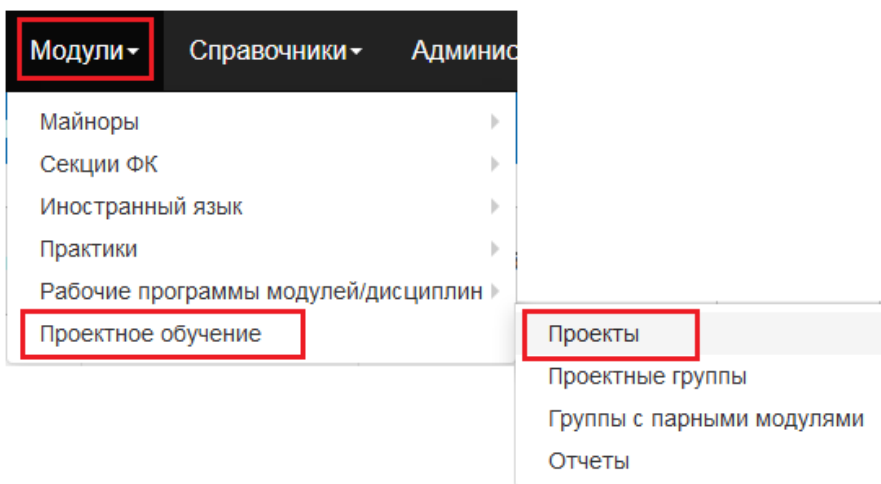 Модули Справочники
Майноры
Секции ФК
Иностранный язык
Практики
Рабочие программы модулей/дисциплин
Проектное обучение
Проекты
Проектные группы
Группы с парными модулями
Отчеты